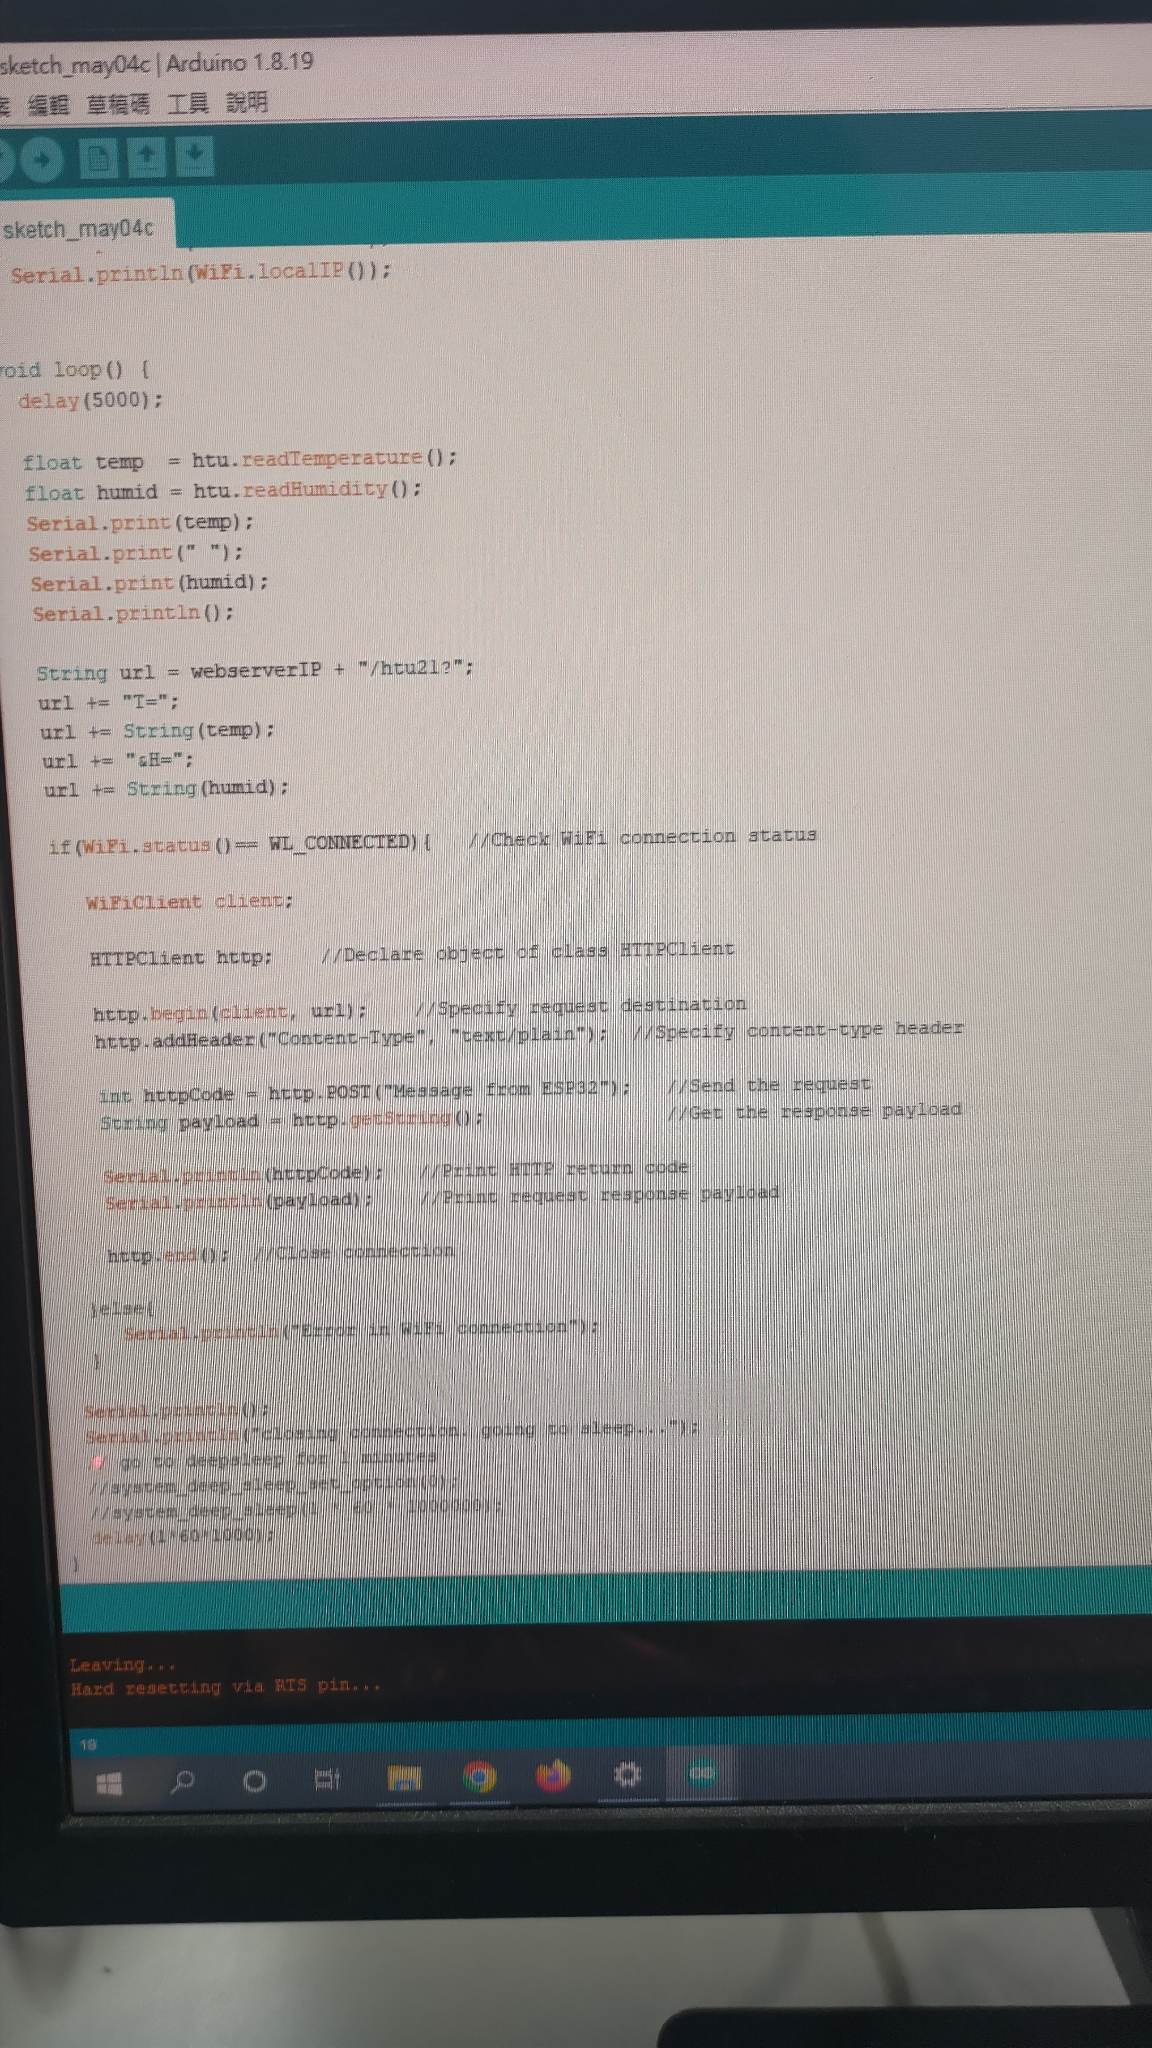 sketch_may04c | Arduino 1.8.19
編輯 草稿碼 工具 說明
sketch_may04c
Serial.println(WiFi.localIP());
void loop() {
delay(5000);
float temp = htu.readTemperature();
float humid = htu.readHumidity();
Serial.print(temp);
Serial.print(" ");
Serial.print(humid);
Serial.println();
String url = webserverIP + "/htu21?";
url += "T=";
url += String(temp);
url += "&H=";
url += String(humid);
if(WiFi.status()== WL_CONNECTED){ //Check WiFi connection status
WiFiClient client;
HTTPClient http; //Declare object of class HTTPClient
http.begin(client, url); //Specify request destination
http.addHeader("Content-Type", "text/plain"); //Specify content-type header
int httpCode = http.POST("Message from ESP32"); //Send the request
String payload = http.getString(); //Get the response payload
Serial.println(httpCode); //Print HTTP return code
Serial.println(payload); //Print request response payload
http.end(); //Close connection
}else{
Serial.println("Error in WiFi connection");
}
Serial.println();
Serial.println("closing connection. going to sleep...");
go to deepsleep for 1 minutes
//system_deep_sleep_set_option(0);
//system_deep_sleep(1 * 60 * 1000000);
delay(1*60*1000);
}
Leaving...
Hard resetting via RTS pin...